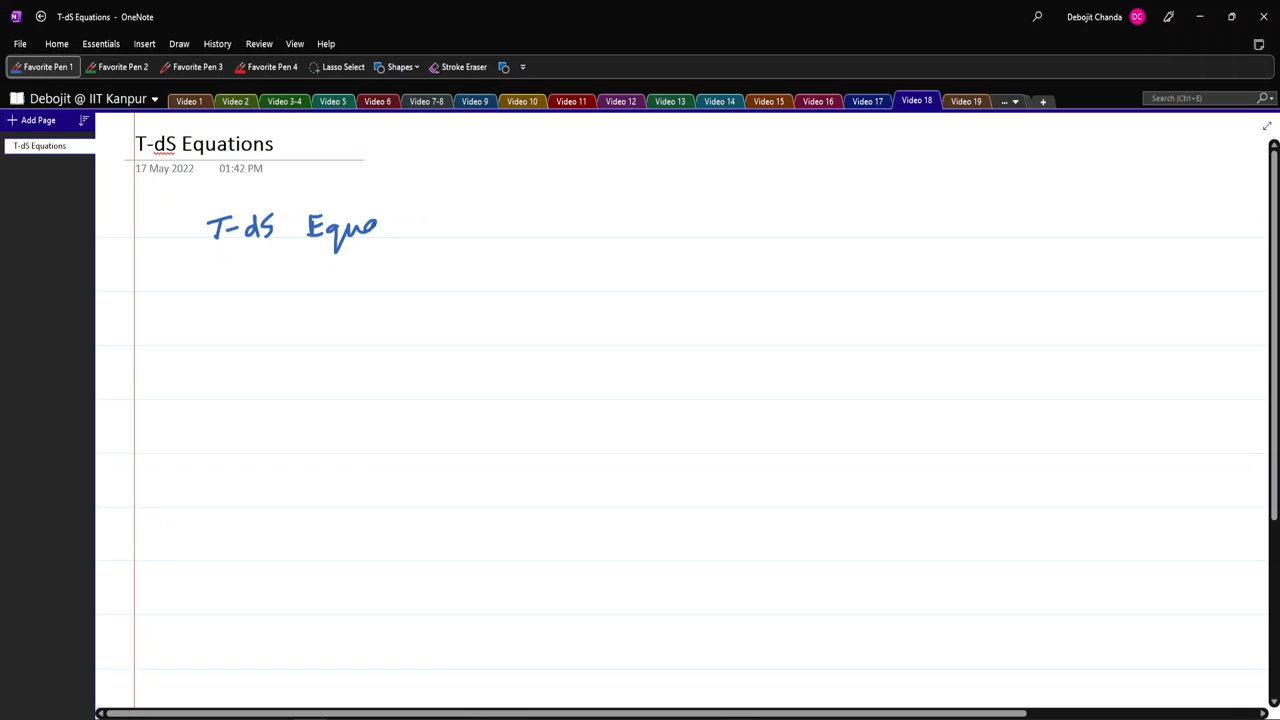 T-dS Equations - OneNote
Debojit Chanda DC
File Home Essentials Insert Draw History Review View Help
Favorite Pen 1 Favorite Pen 2 Favorite Pen 3 Favorite Pen 4 Lasso Select Shapes Stroke Eraser
Debojit @ IIT Kanpur Video 1 Video 2 Video 3-4 Video 5 Video 6 Video 7-8 Video 9 Video 10 Video 11 Video 12 Video 13 Video 14 Video 15 Video 16 Video 17 Video 18 Video 19 ... Search (Ctrl+E)
Add Page
T-dS Equations
T-dS Equations
17 May 2022 01:42 PM
T-dS Equa